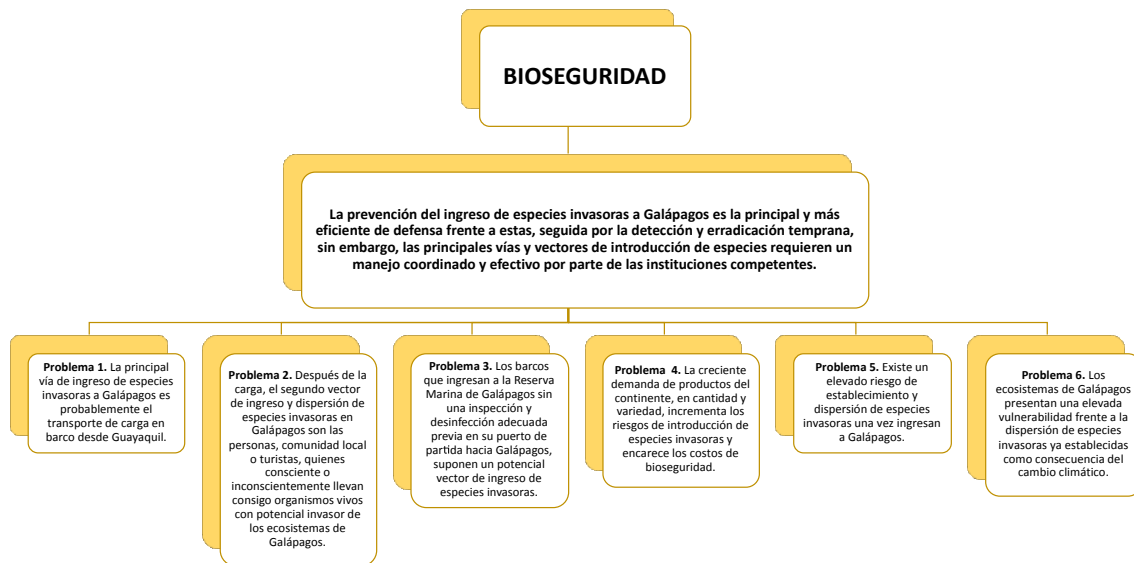 BIOSEGURIDAD
La prevención del ingreso de especies invasoras a Galápagos es la principal y más
eficiente de defensa frente a estas, seguida por la detección y erradicación temprana,
sin embargo, las principales vías y vectores de introducción de especies requieren un
manejo coordinado y efectivo por parte de las instituciones competentes.
Problema 1. La principal
vía de ingreso de especies
invasoras a Galápagos es
probablemente el
transporte de carga en
barco desde Guayaquil.
Problema 2. Después de la
carga, el segundo vector
de ingreso y dispersión de
especies invasoras en
Galápagos son las
personas, comunidad local
o turistas, quienes
consciente o
inconscientemente llevan
consigo organismos vivos
con potencial invasor de
los ecosistemas de
Galápagos.
Problema 3. Los barcos
que ingresan a la Reserva
Marina de Galápagos sin
una inspección y
desinfección adecuada
previa en su puerto de
partida hacia Galápagos,
suponen un potencial
vector de ingreso de
especies invasoras.
Problema 4. La creciente
demanda de productos del
continente, en cantidad y
variedad, incrementa los
riesgos de introducción de
especies invasoras y
encarece los costos de
bioseguridad.
Problema 5. Existe un
elevado riesgo de
establecimiento y
dispersión de especies
invasoras una vez ingresan
a Galápagos.
Problema 6. Los
ecosistemas de Galápagos
presentan una elevada
vulnerabilidad frente a la
dispersión de especies
invasoras ya establecidas
como consecuencia del
cambio climático.